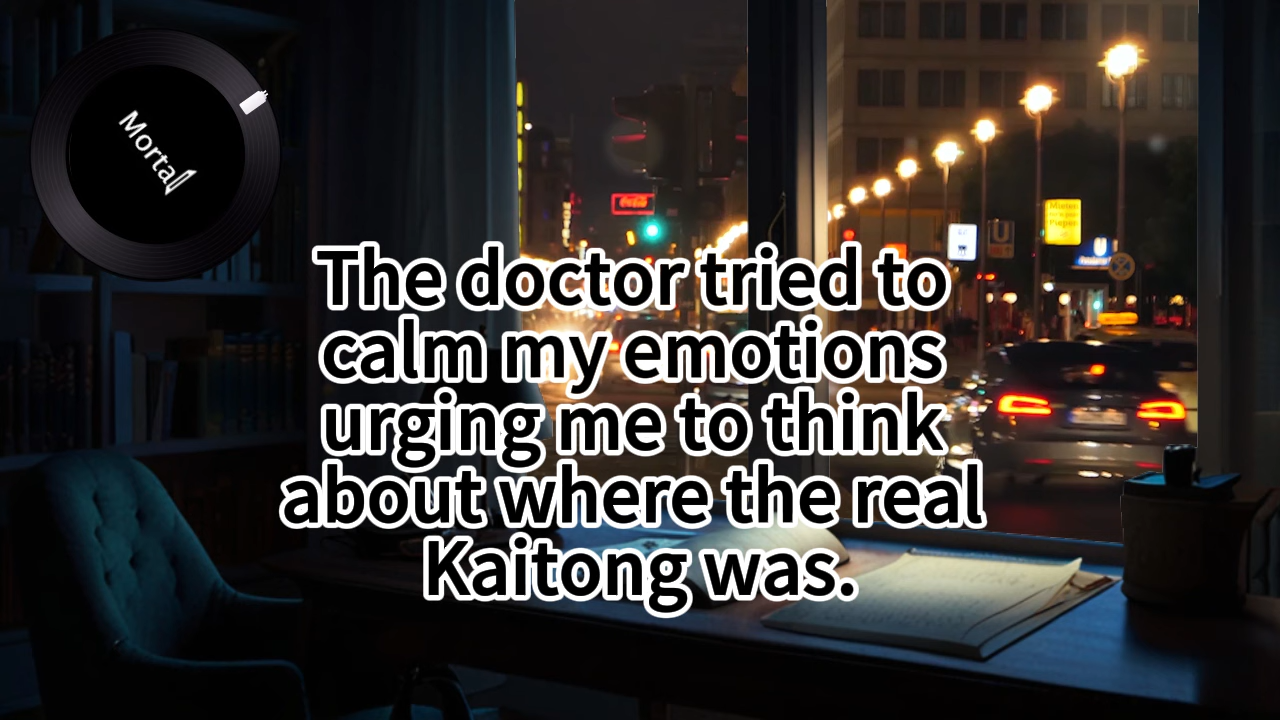 Mortal
The doctor tried to
calm my emotions
urging me to think
about where the real
Kaitong was.
U